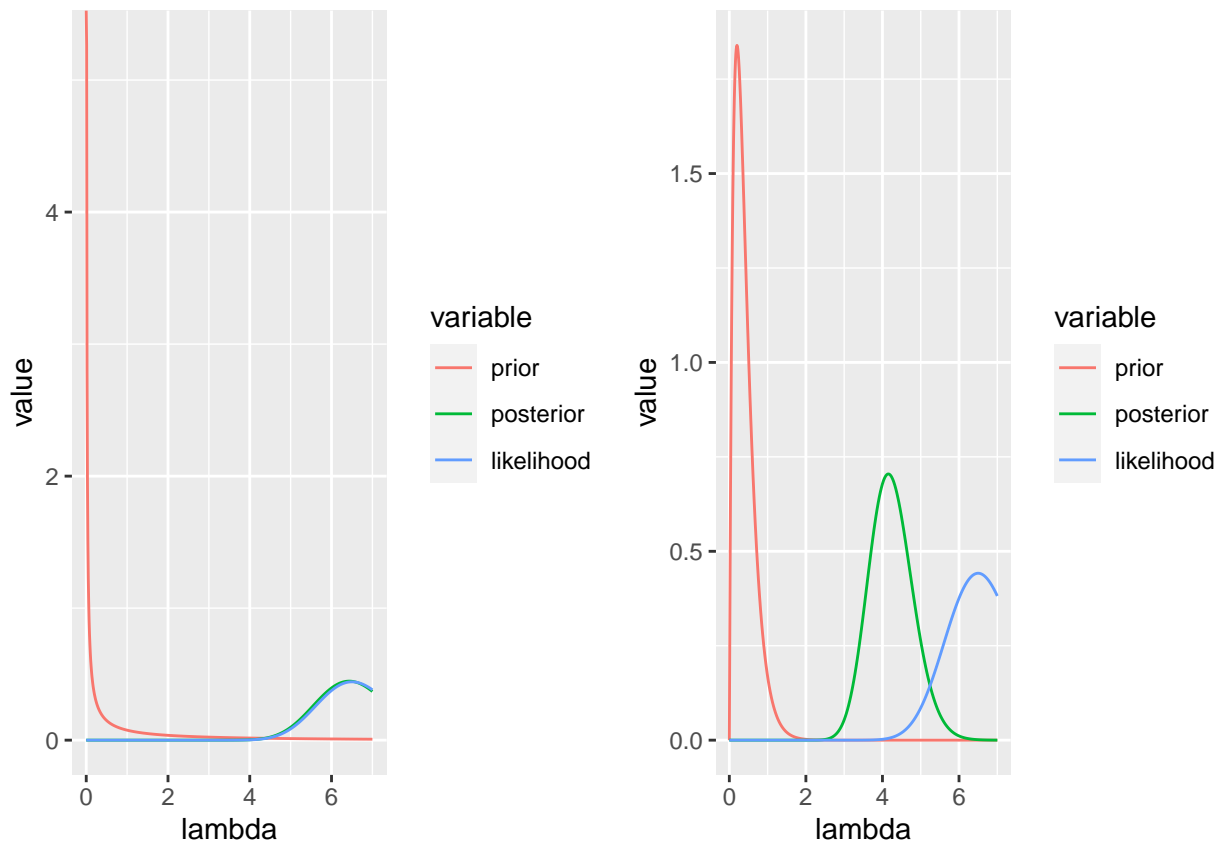 4
2
0
0 2 4 6
lambda
value
variable
prior
posterior
likelihood
1.5
1.0
0.5
0.0
0 2 4 6
lambda
value
variable
prior
posterior
likelihood